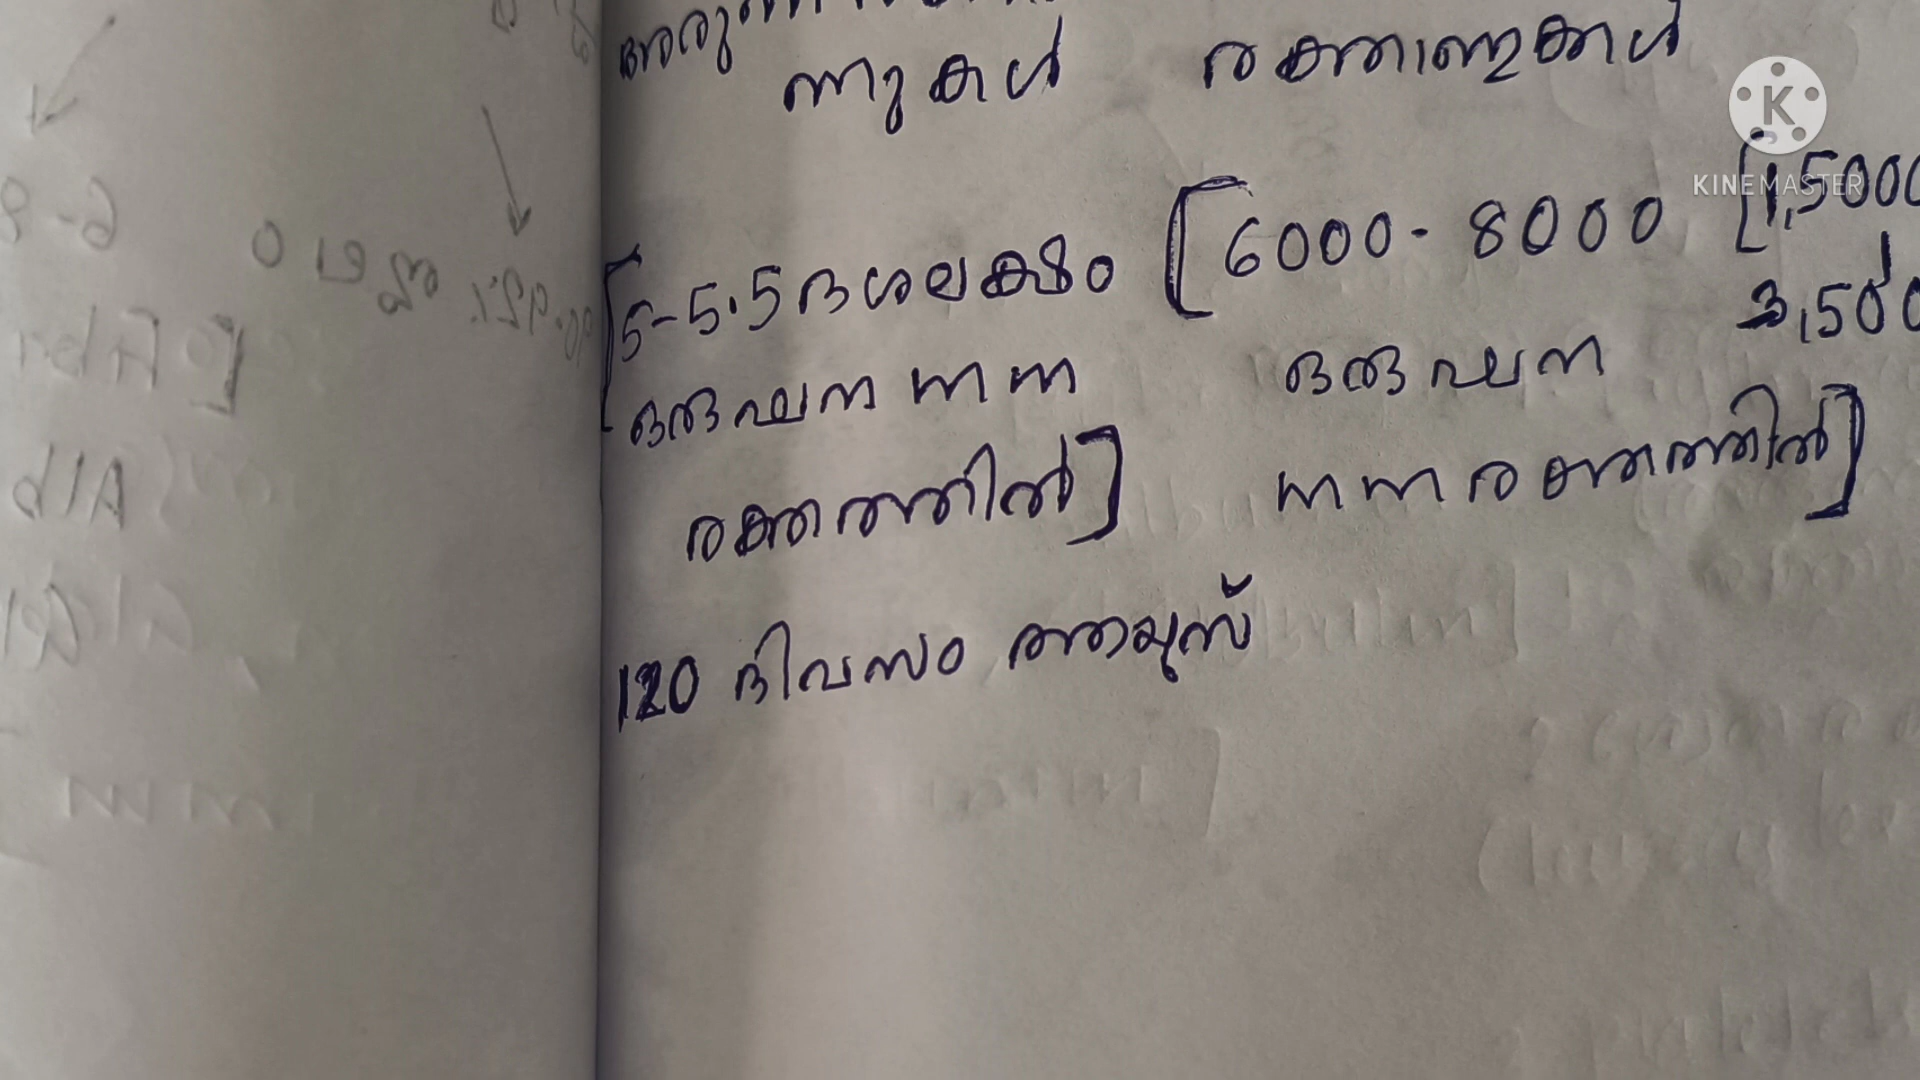 ണുകൾ രക്താണുക്കൾ
[5-5.5 ദശലക്ഷം [6000-8000 [1,5000
3,500
ഒരു ഘന mm ഒരു ഘന
രക്തത്തിൽ] mm രക്തത്തിൽ]
120 ദിവസം ആയുസ്
KINEMASTER